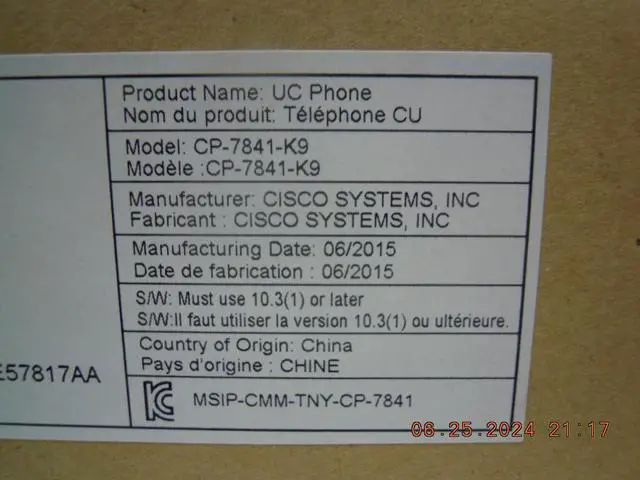 Product Name: UC Phone
Nom du produit: Téléphone CU
Model: CP-7841-K9
Modèle :CP-7841-K9
Manufacturer: CISCO SYSTEMS, INC
Fabricant : CISCO SYSTEMS, INC
Manufacturing Date: 06/2015
Date de fabrication : 06/2015
S/W: Must use 10.3(1) or later
S/W:Il faut utiliser la version 10.3(1) ou ultérieure.
Country of Origin: China
Pays d'origine : CHINE
E57817AA
MSIP-CMM-TNY-CP-7841
06.25.2024 21:17